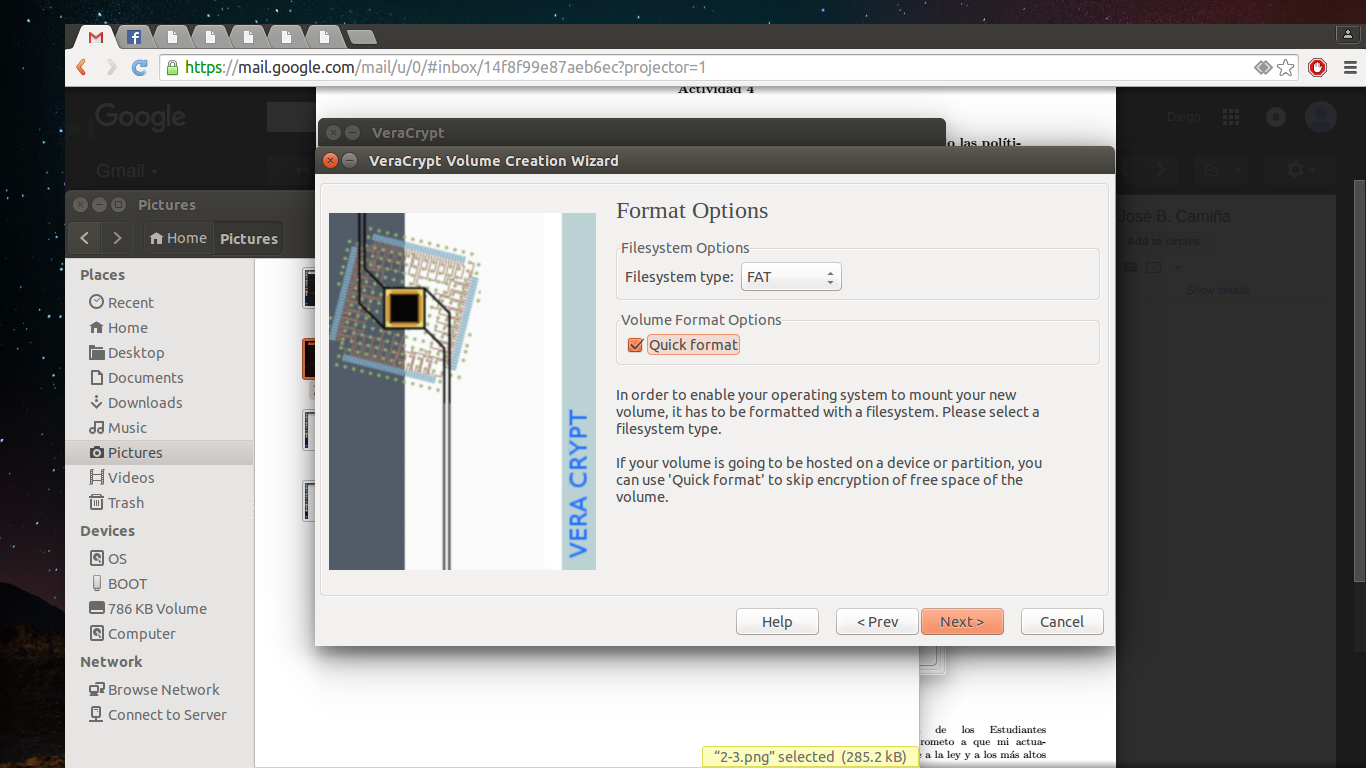 https://mail.google.com/mail/u/0/#inbox/14f8f99e87aeb6ec?projector=1
Actividad 4
Google
Diego
VeraCrypt
o las políti-
VeraCrypt Volume Creation Wizard
Gmail
Es
Pictures
Home
Pictures
José B. Camiña
Add to circles
Show details
Places
Recent
Home
Desktop
Documents
Downloads
Music
Pictures
Videos
Trash
Devices
OS
BOOT
786 KB Volume
Computer
Network
Browse Network
Connect to Server
VERA CRYPT
Format Options
Filesystem Options
Filesystem type: FAT
Volume Format Options
Quick format
In order to enable your operating system to mount your new
volume, it has to be formatted with a filesystem. Please select a
filesystem type.
If your volume is going to be hosted on a device or partition, you
can use 'Quick format' to skip encryption of free space of the
volume.
Help
< Prev
Next >
Cancel
de los Estudiantes
rometo a que mi actua-
e a la ley y a los más altos
“2-3.png” selected (285.2 kB)